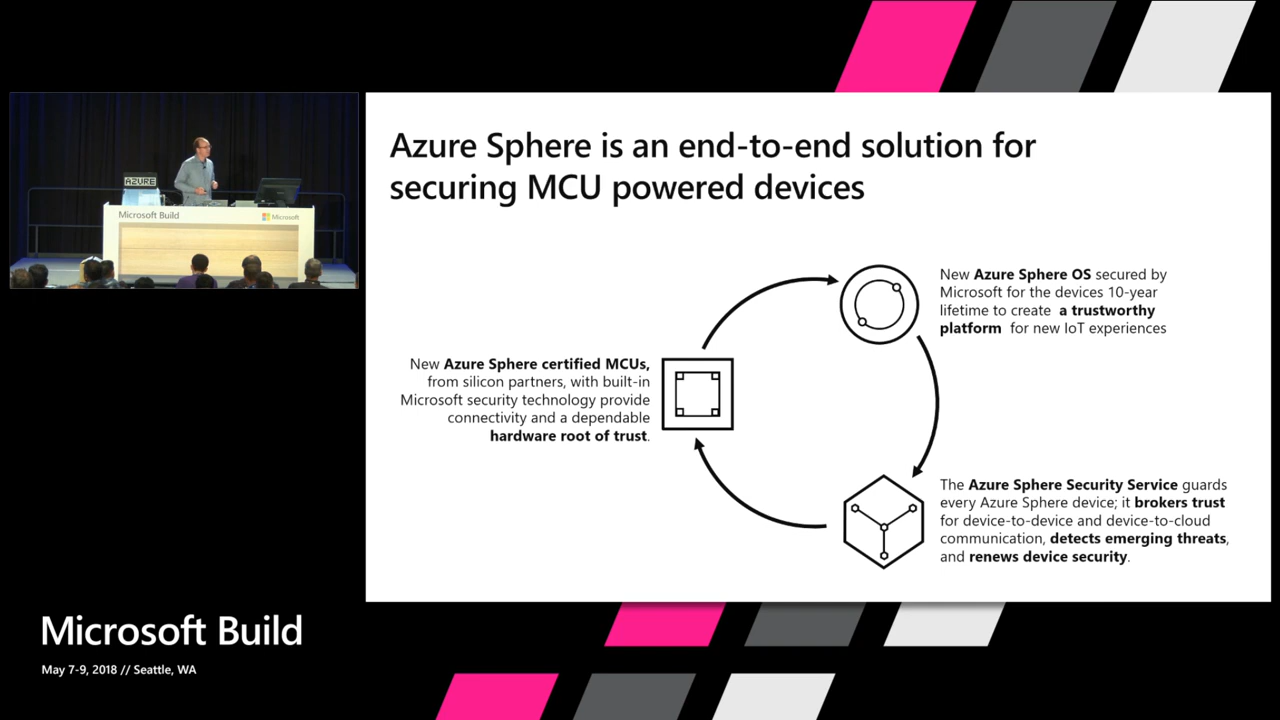 Azure Sphere is an end-to-end solution for
securing MCU powered devices
AZURE
Microsoft Build
Microsoft
New Azure Sphere OS secured by
Microsoft for the devices 10-year
lifetime to create a trustworthy
platform for new IoT experiences
New Azure Sphere certified MCUs,
from silicon partners, with built-in
Microsoft security technology provide
connectivity and a dependable
hardware root of trust.
The Azure Sphere Security Service guards
every Azure Sphere device; it brokers trust
for device-to-device and device-to-cloud
communication, detects emerging threats,
and renews device security.
Microsoft Build
May 7-9, 2018 // Seattle, WA